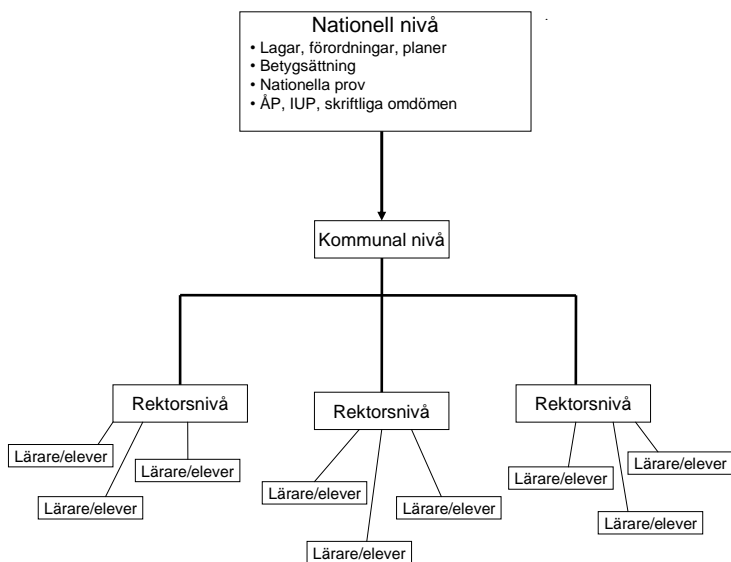 Nationell nivå
• Lagar, förordningar, planer
• Betygsättning
• Nationella prov
• ÅP, IUP, skriftliga omdömen
Kommunal nivå
Rektorsnivå
Rektorsnivå
Rektorsnivå
Lärare/elever
Lärare/elever
Lärare/elever
Lärare/elever
Lärare/elever
Lärare/elever
Lärare/elever
Lärare/elever
Lärare/elever